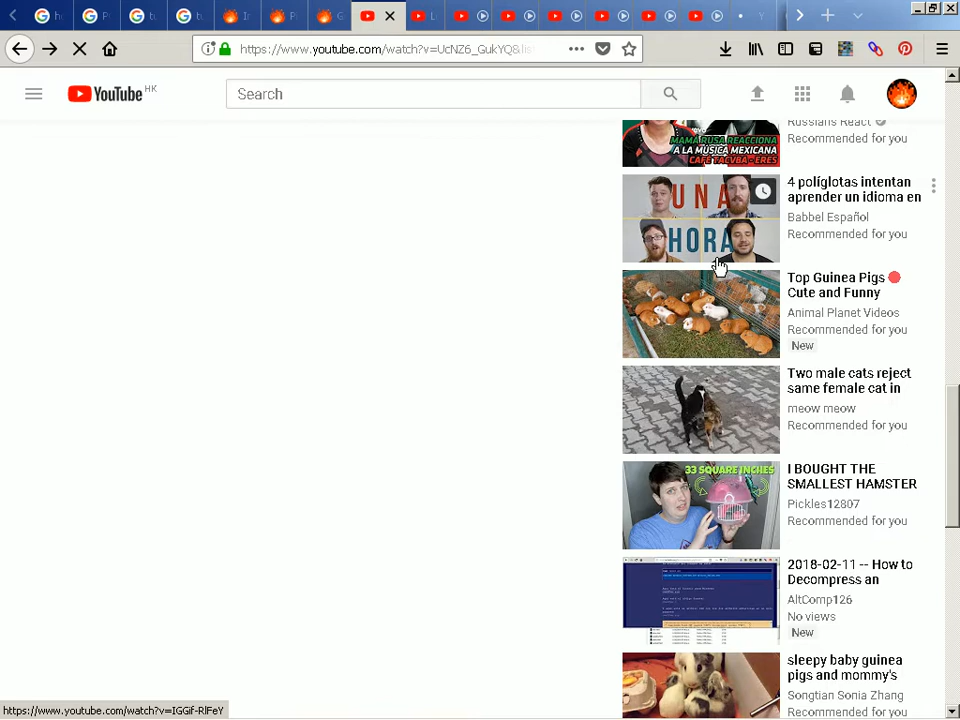 h
P
tu
t
In
Pi
G
L
Y
https://www.youtube.com/watch?v=UcNZ6_GukYQ&lis
YouTube HK
Search
MAMÁ RUSA REACCIONA
A LA MÚSICA MEXICANA
CAFE TACVBA - ERES
Russians React
Recommended for you
UNA
HORA
4 políglotas intentan
aprender un idioma en
Babbel Español
Recommended for you
Top Guinea Pigs
Cute and Funny
Animal Planet Videos
Recommended for you
New
Two male cats reject
same female cat in
meow meow
Recommended for you
33 SQUARE INCHES
I BOUGHT THE
SMALLEST HAMSTER
Pickles12807
Recommended for you
2018-02-11 -- How to
Decompress an
AltComp126
No views
New
sleepy baby guinea
pigs and mommy's
Songtian Sonia Zhang
Recommended for you
https://www.youtube.com/watch?v=IGGif-RlFeY